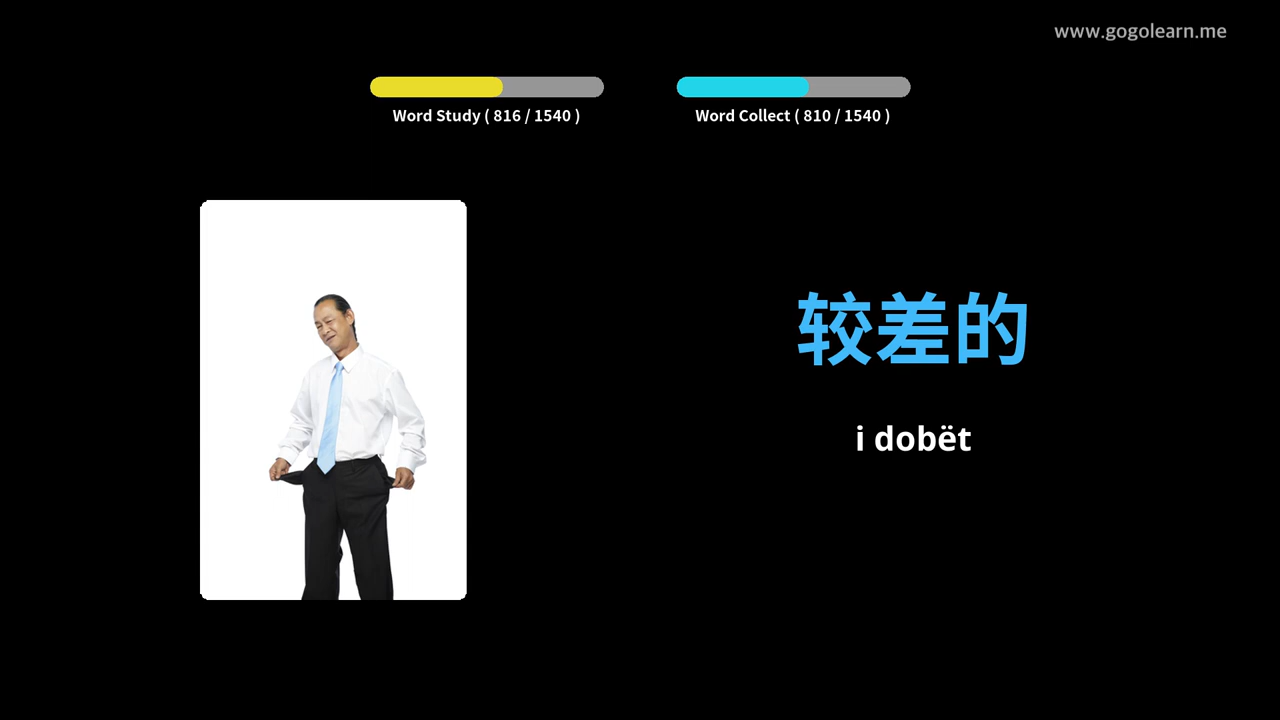 www.gogolearn.me
Word Study ( 816 / 1540 )
Word Collect ( 810 / 1540 )
较差的
i dobët